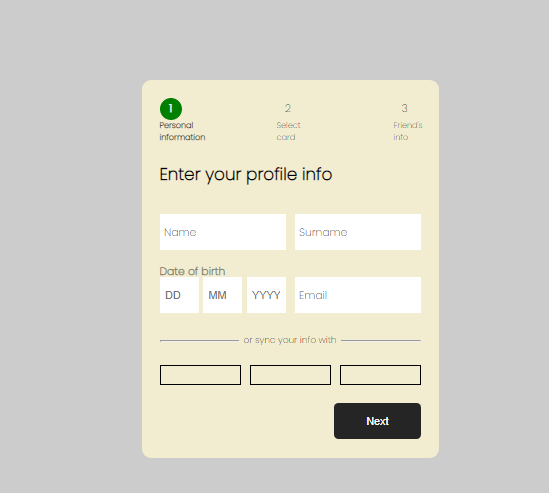 1 2 3
Personal information Select card Friend's info
Enter your profile info
Name Surname
Date of birth
DD MM YYYY Email
or sync your info with
Next